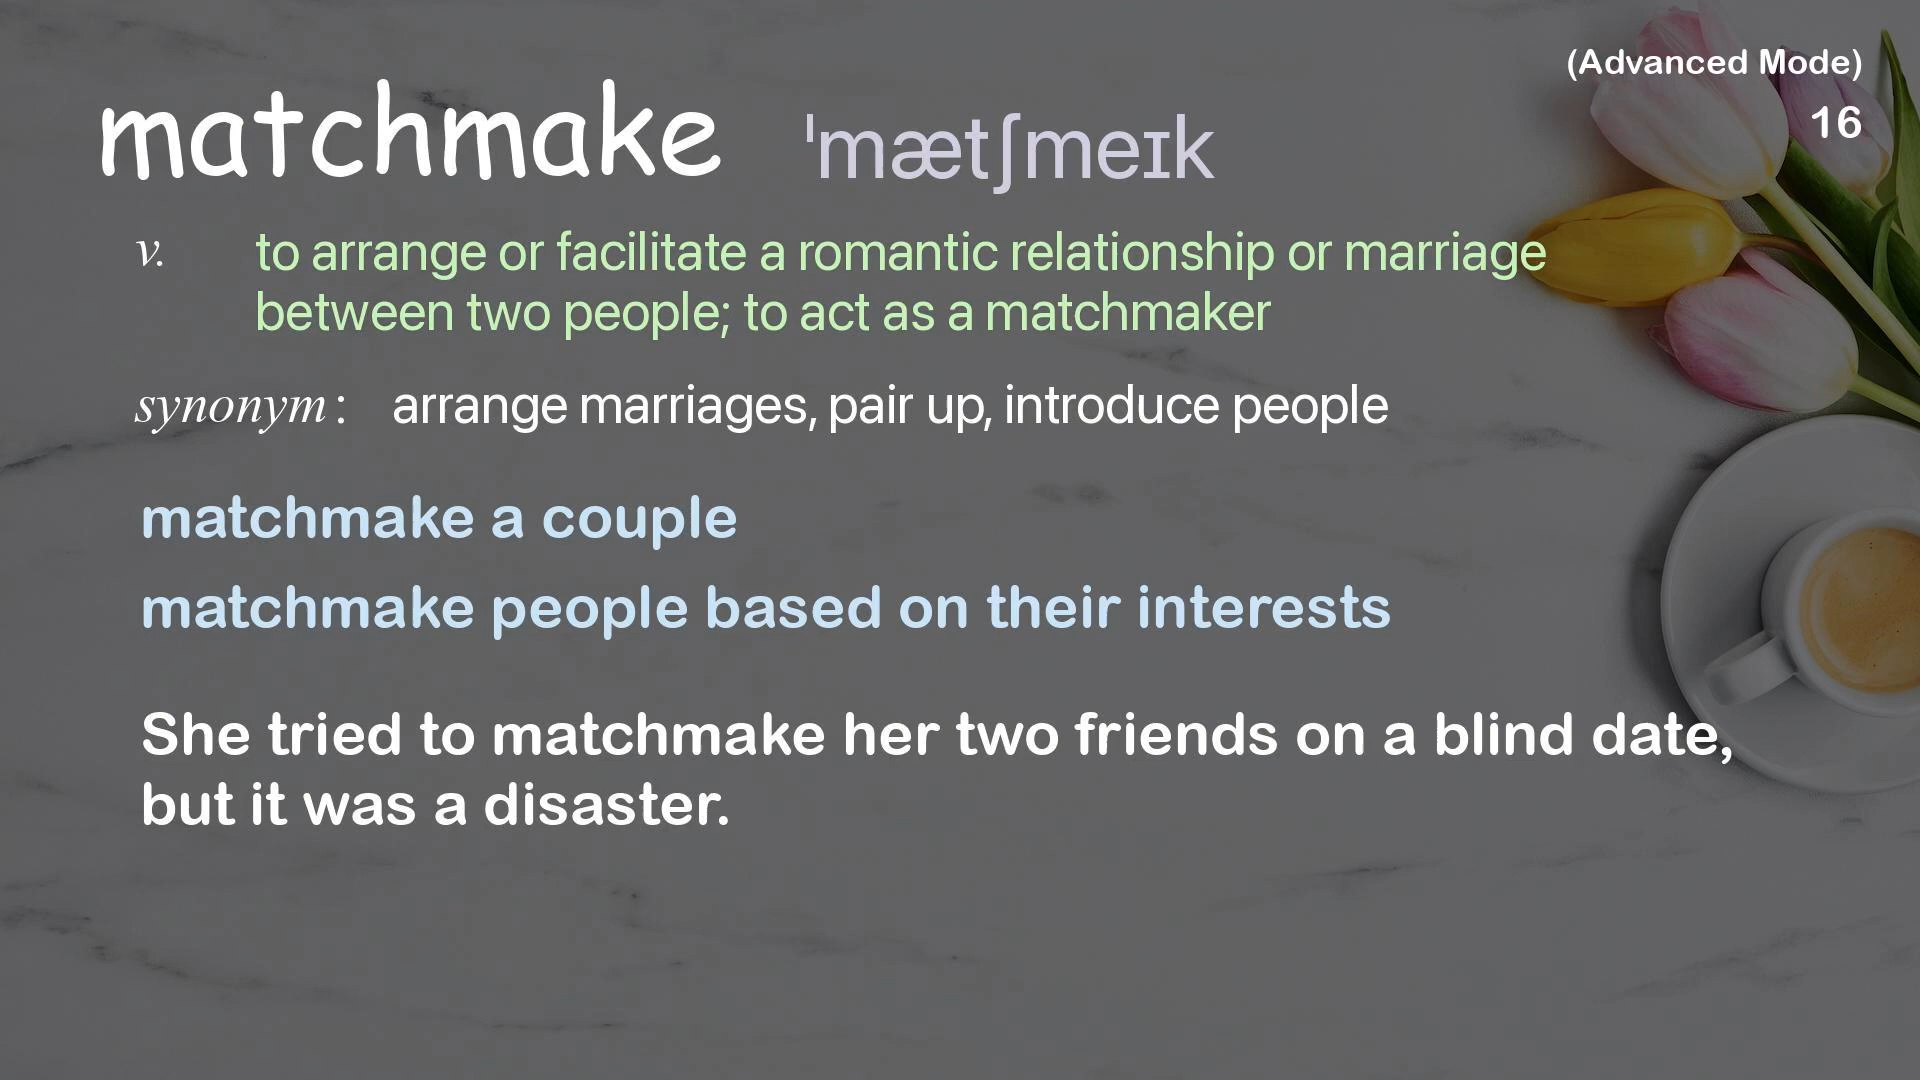 (Advanced Mode)
16
matchmake ˈmætʃmeɪk
v. to arrange or facilitate a romantic relationship or marriage
between two people; to act as a matchmaker
synonym : arrange marriages, pair up, introduce people
matchmake a couple
matchmake people based on their interests
She tried to matchmake her two friends on a blind date,
but it was a disaster.